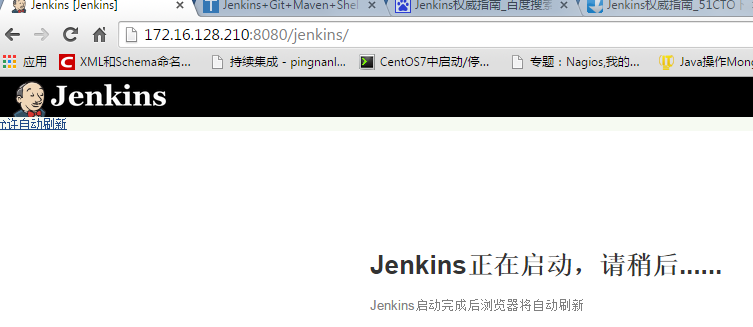 Jenkins [Jenkins] Jenkins+Git+Maven+Shel Jenkins权威指南_百度搜索 Jenkins权威指南_51CTO
172.16.128.210:8080/jenkins/
应用 XML和Schema命名... 持续集成 - pingnanl... CentOS7中启动/停... 专题：Nagios,我的... Java操作Mong
Jenkins
允许自动刷新
Jenkins正在启动，请稍后......
Jenkins启动完成后浏览器将自动刷新